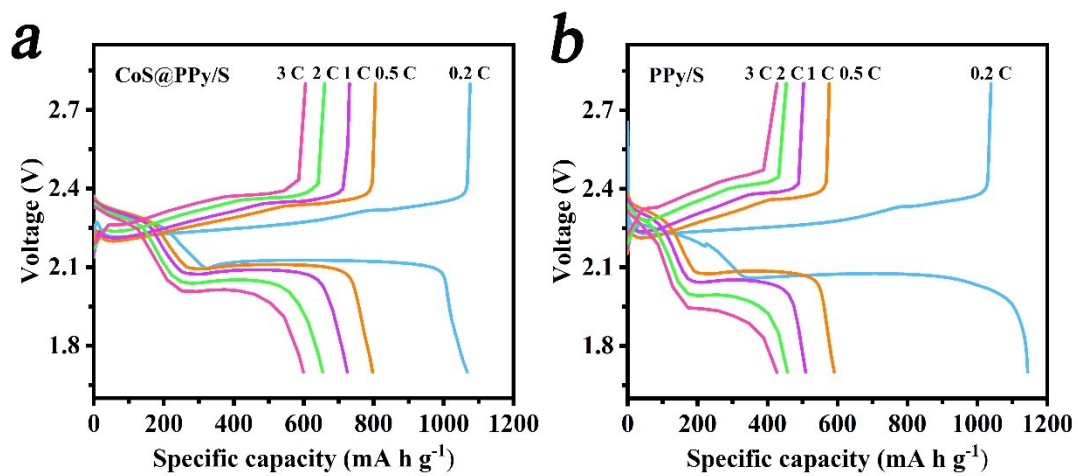 a
CoS@PPy/S 3 C 2 C 1 C 0.5 C 0.2 C
2.7
2.4
2.1
1.8
Voltage (V)
0 200 400 600 800 1000 1200
Specific capacity (mA h g⁻¹)
b
PPy/S 3 C 2 C 1 C 0.5 C 0.2 C
2.7
2.4
2.1
1.8
Voltage (V)
0 200 400 600 800 1000 1200
Specific capacity (mA h g⁻¹)